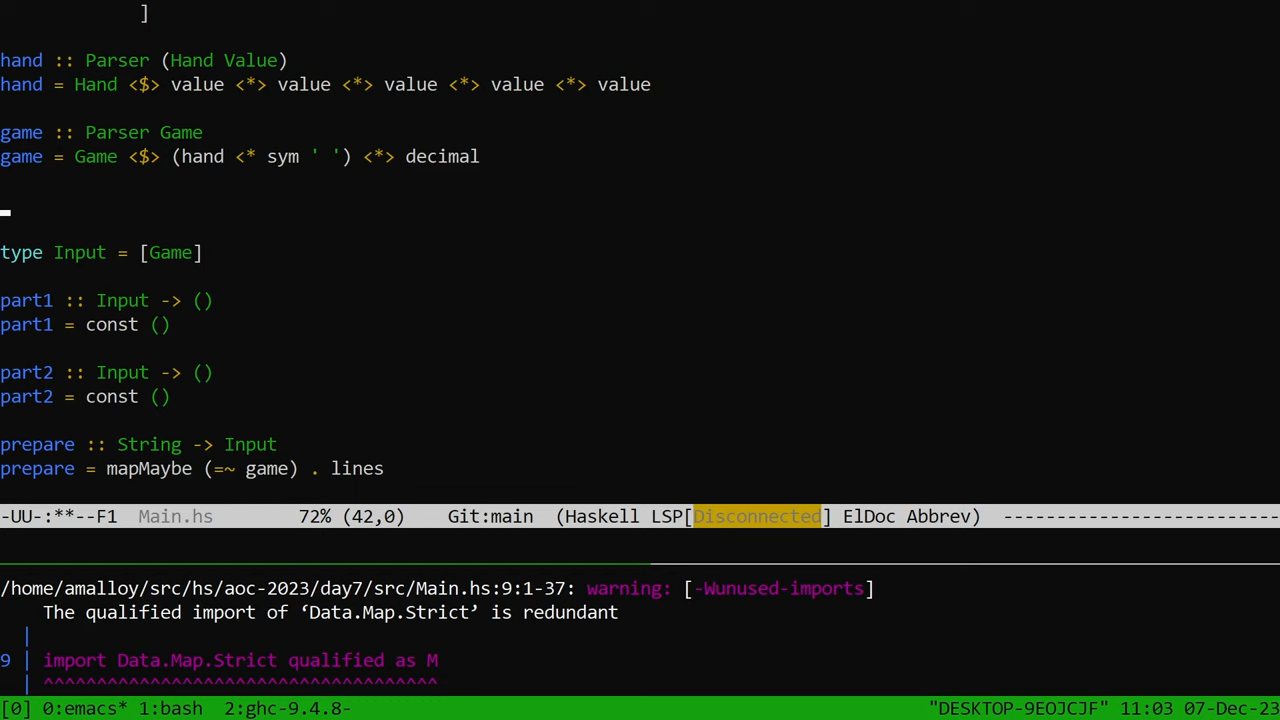 ]
hand :: Parser (Hand Value)
hand = Hand <$> value <*> value <*> value <*> value <*> value
game :: Parser Game
game = Game <$> (hand <* sym ' ') <*> decimal
type Input = [Game]
part1 :: Input -> ()
part1 = const ()
part2 :: Input -> ()
part2 = const ()
prepare :: String -> Input
prepare = mapMaybe (=~ game) . lines
-UU-:**--F1  Main.hs        72% (42,0)    Git:main  (Haskell LSP[Disconnected] ElDoc Abbrev) --------------------------
/home/amalloy/src/hs/aoc-2023/day7/src/Main.hs:9:1-37: warning: [-Wunused-imports]
    The qualified import of ‘Data.Map.Strict’ is redundant
  |
9 | import Data.Map.Strict qualified as M
  | ^^^^^^^^^^^^^^^^^^^^^^^^^^^^^^^^^^^^^
[0] 0:emacs* 1:bash  2:ghc-9.4.8- "DESKTOP-9EOJCJF" 11:03 07-Dec-23